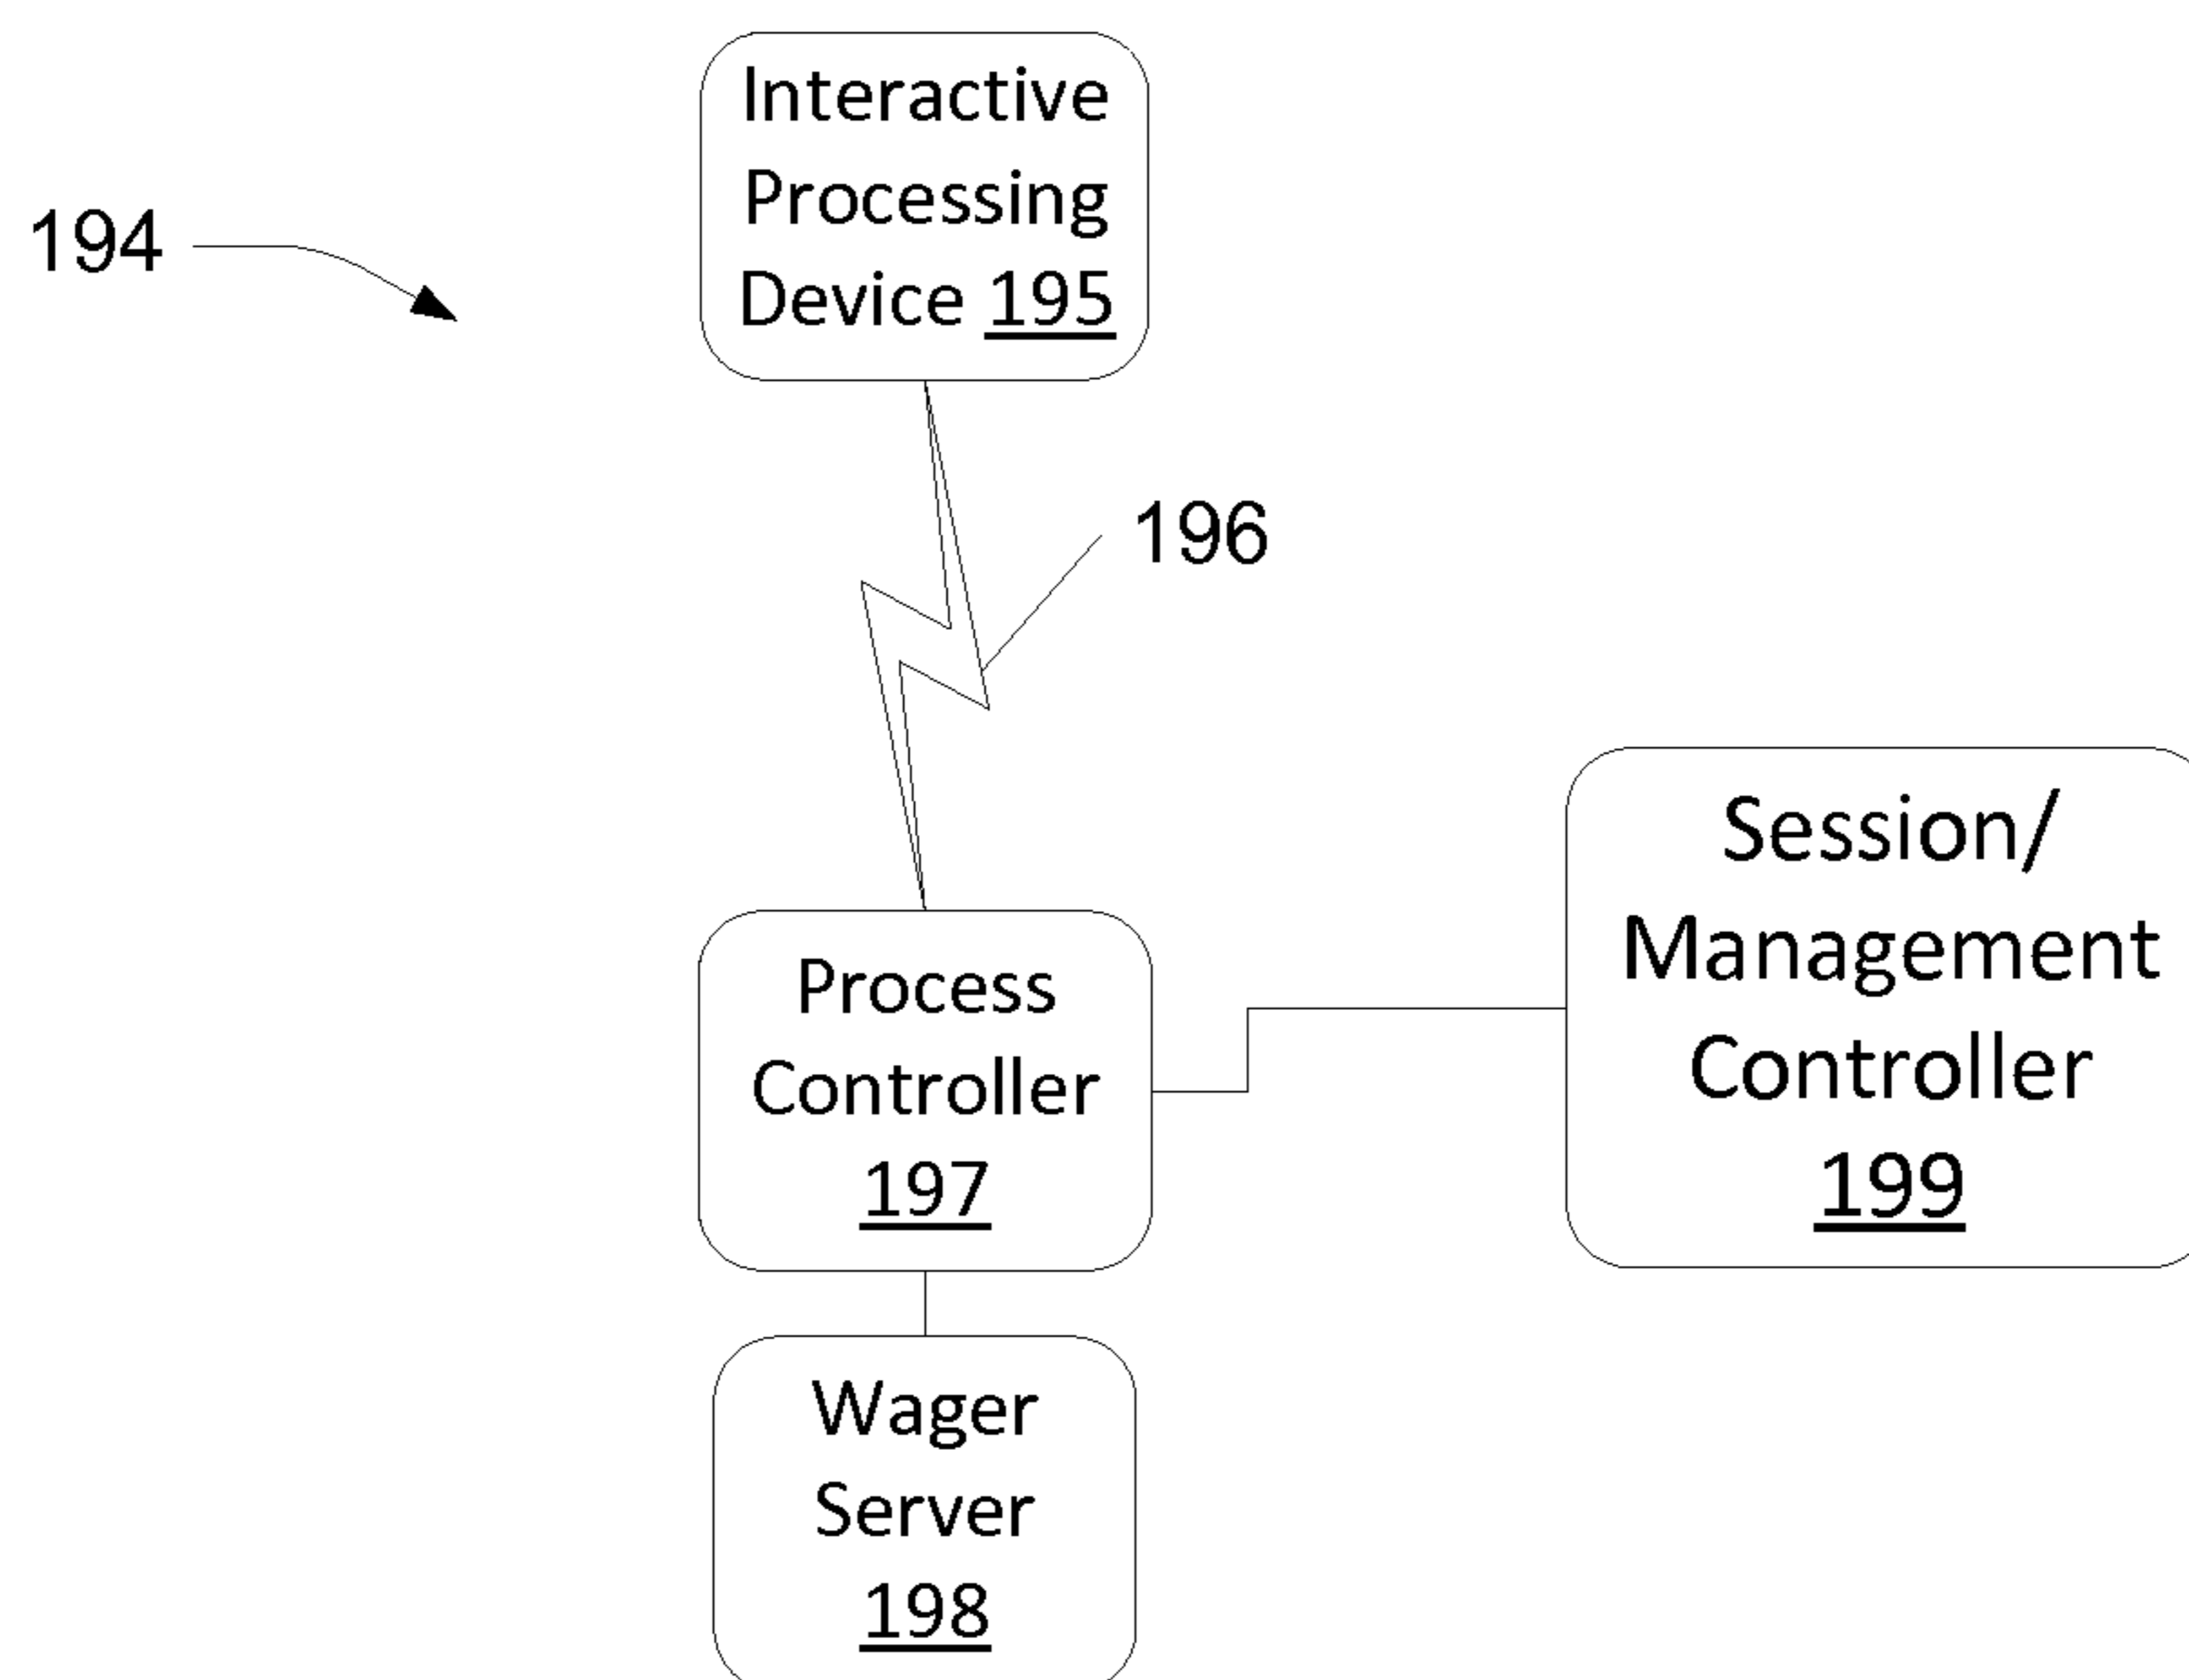 Interactive
Processing
Device 195
194
196
Process
Controller
197
Session/
Management
Controller
199
Wager
Server
198